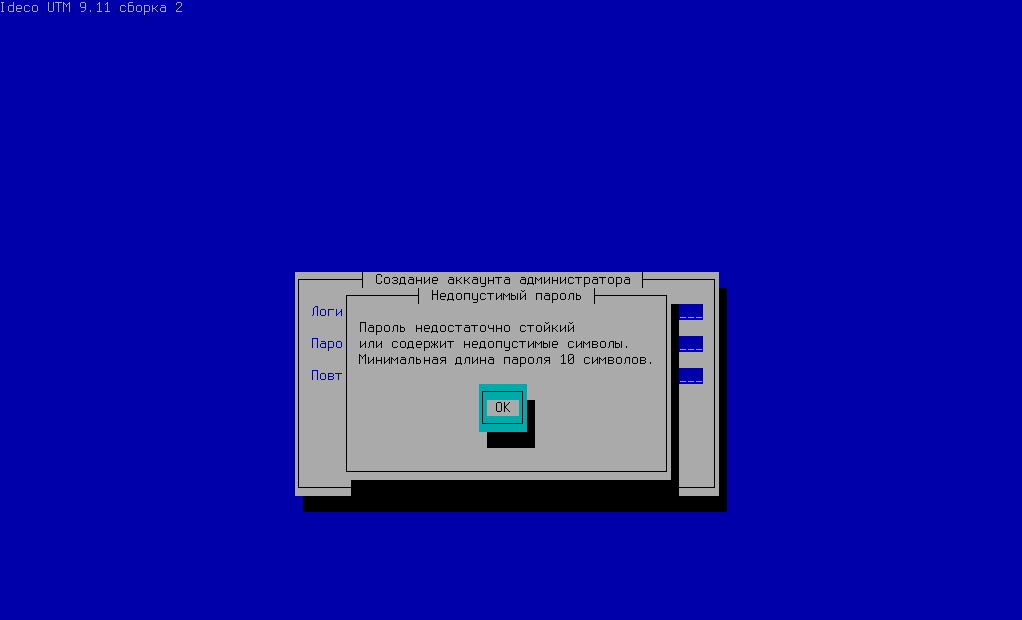 Ideco UTM 9.11 сборка 2
Создание аккаунта администратора
Недопустимый пароль
Логи
Пароль недостаточно стойкий
Паро
или содержит недопустимые символы.
Минимальная длина пароля 10 символов.
Повт
OK